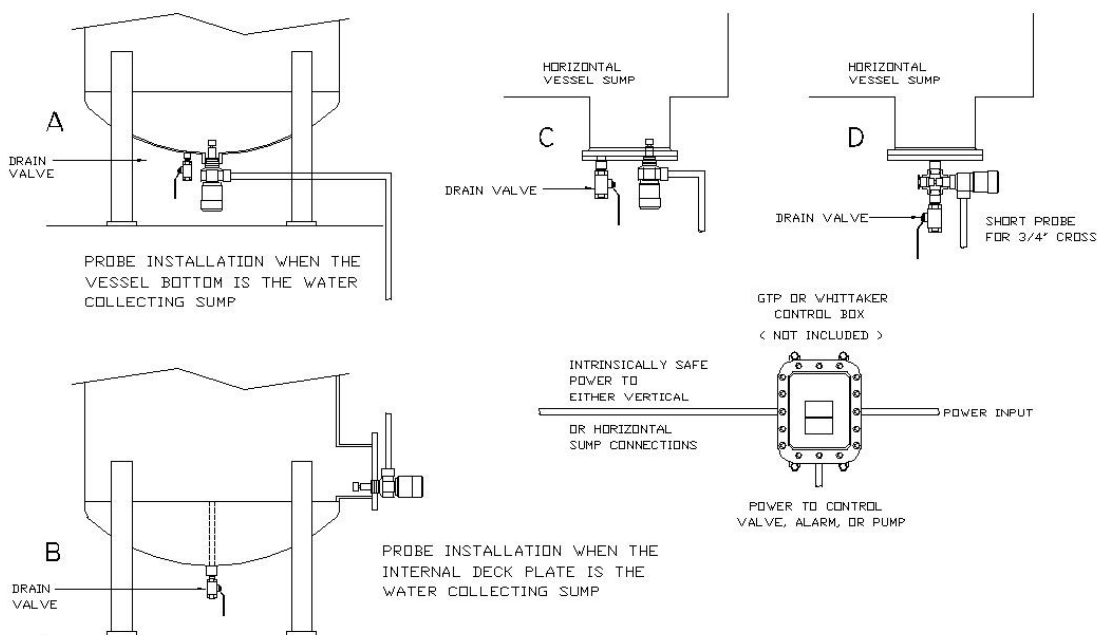 A
DRAIN
VALVE
PROBE INSTALLATION WHEN THE
VESSEL BOTTOM IS THE WATER
COLLECTING SUMP
HORIZONTAL
VESSEL SUMP
C
DRAIN VALVE
HORIZONTAL
VESSEL SUMP
D
DRAIN VALVE
SHORT PROBE
FOR 3/4" CROSS
GTP OR WHITTAKER
CONTROL BOX
( NOT INCLUDED )
INTRINSICALLY SAFE
POWER TO
EITHER VERTICAL
OR HORIZONTAL
SUMP CONNECTIONS
POWER INPUT
POWER TO CONTROL
VALVE, ALARM, OR PUMP
B
DRAIN
VALVE
PROBE INSTALLATION WHEN THE
INTERNAL DECK PLATE IS THE
WATER COLLECTING SUMP